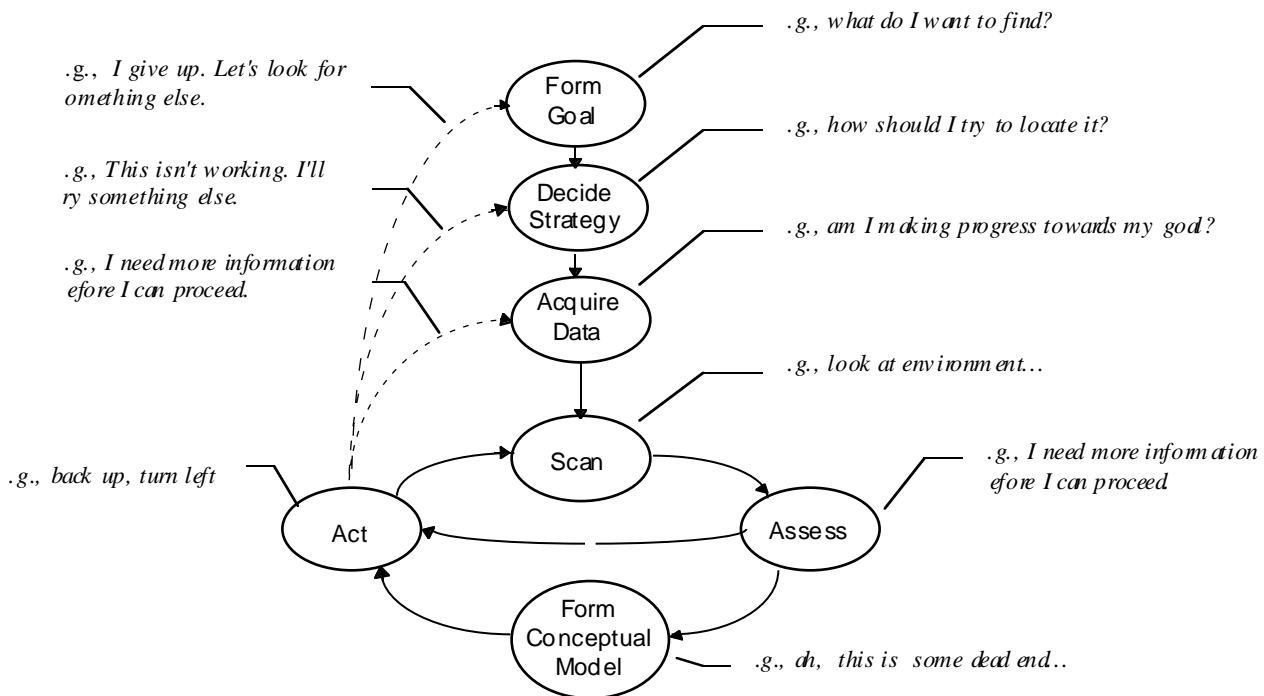 .g., what do I want to find?
.g., I give up. Let's look for
omething else.
Form
Goal
.g., how should I try to locate it?
.g., This isn't working. I'll
ry something else.
Decide
Strategy
.g., am I making progress towards my goal?
.g., I need more information
efore I can proceed.
Acquire
Data
.g., look at environment...
Scan
.g., I need more information
efore I can proceed.
.g., back up, turn left
Act
Assess
Form
Conceptual
Model
.g., ah, this is some dead end...